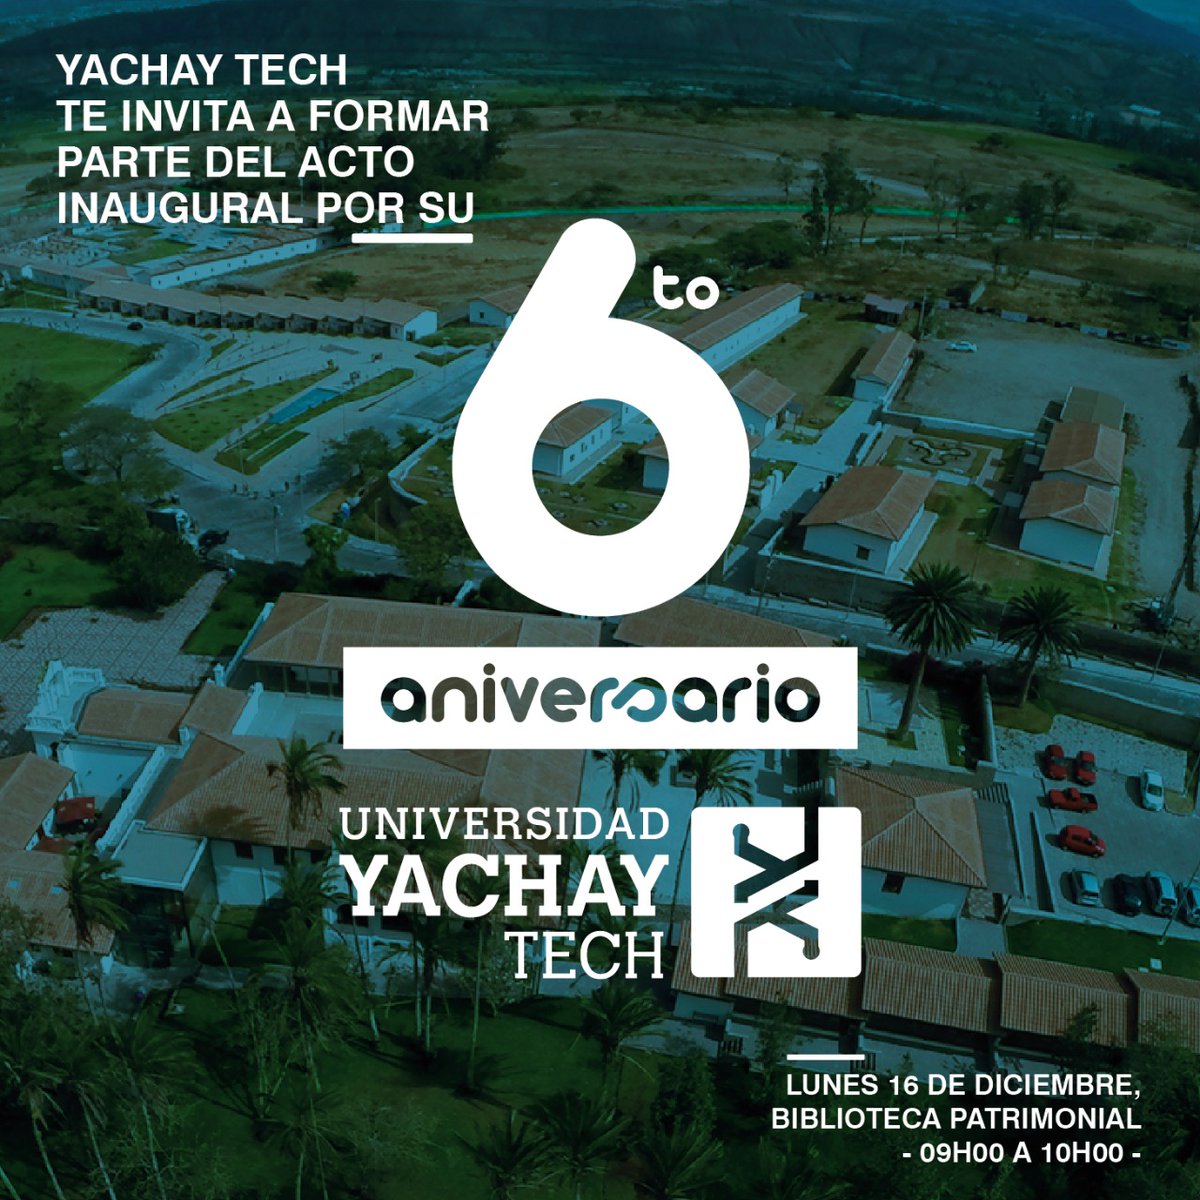 YACHAY TECH
TE INVITA A FORMAR
PARTE DEL ACTO
INAUGURAL POR SU
6to
aniversario
UNIVERSIDAD
YACHAY
TECH
LUNES 16 DE DICIEMBRE,
BIBLIOTECA PATRIMONIAL
- 09H00 A 10H00 -